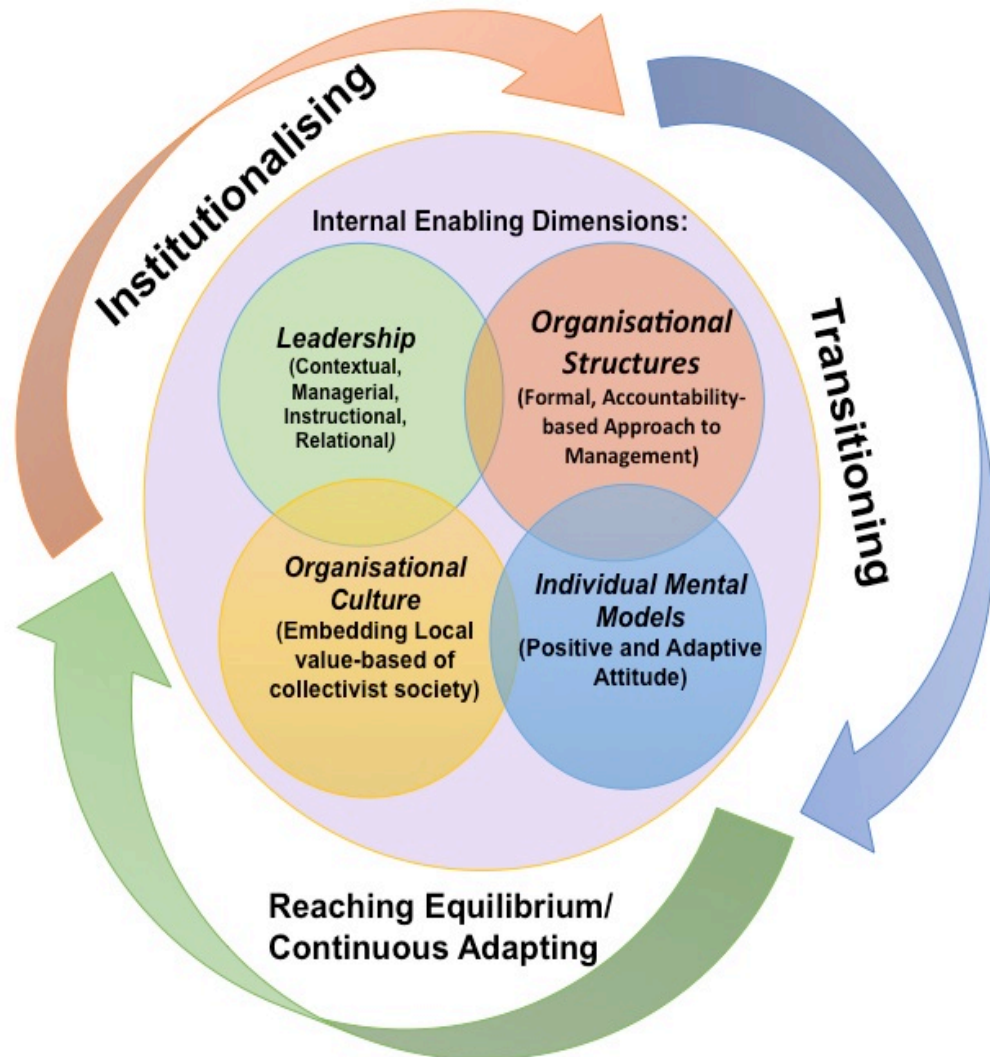 Institutionalising
Transitioning
Internal Enabling Dimensions:
Leadership
(Contextual,
Managerial,
Instructional,
Relational)
Organisational
Structures
(Formal, Accountability-
based Approach to
Management)
Organisational
Culture
(Embedding Local
value-based of
collectivist society)
Individual Mental
Models
(Positive and Adaptive
Attitude)
Reaching Equilibrium/
Continuous Adapting